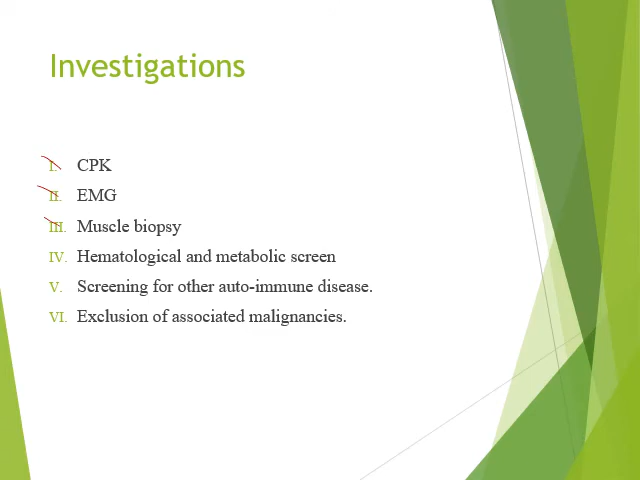 Investigations
I. CPK
II. EMG
III. Muscle biopsy
IV. Hematological and metabolic screen
V. Screening for other auto-immune disease.
VI. Exclusion of associated malignancies.